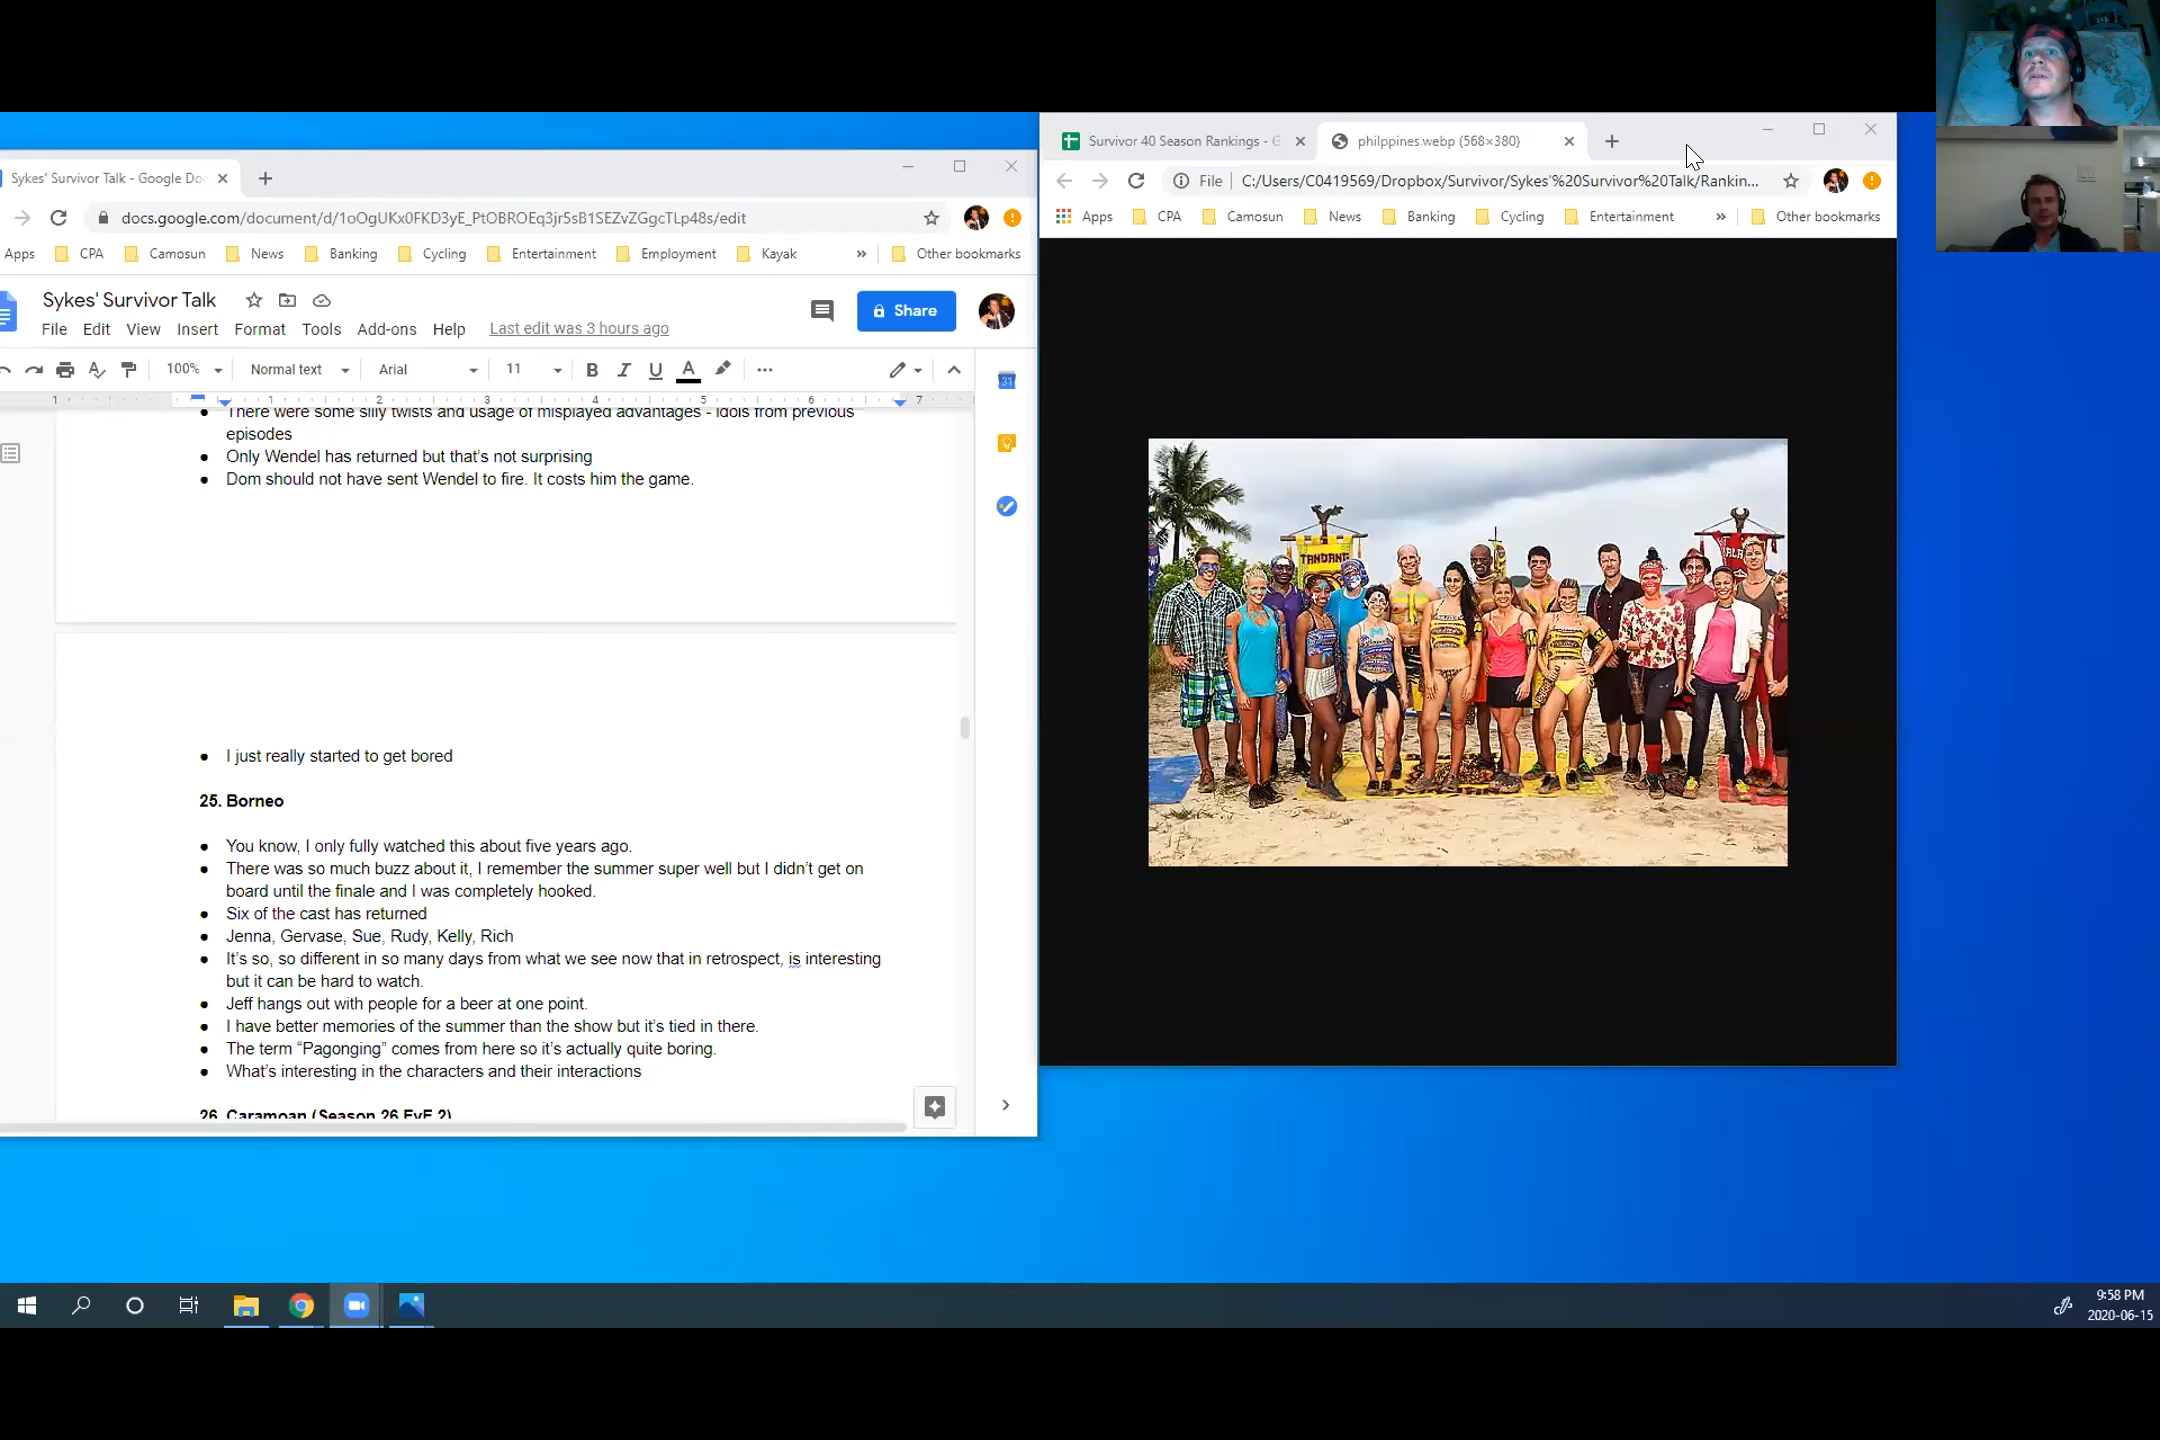 Sykes' Survivor Talk - Google Doc
docs.google.com/document/d/1oOgUKx0FKD3yE_PtOBROEq3jr5sB1SEZvZGgcTLp48s/edit
Apps CPA Camosun News Banking Cycling Entertainment Employment Kayak » Other bookmarks
Sykes' Survivor Talk
Share
File Edit View Insert Format Tools Add-ons Help Last edit was 3 hours ago
100% Normal text Arial 11 B I U A
1 1 2 3 4 5 6 7
31
There were some silly twists and usage of misplayed advantages - idols from previous
episodes
Only Wendel has returned but that's not surprising
Dom should not have sent Wendel to fire. It costs him the game.
I just really started to get bored
25. Borneo
You know, I only fully watched this about five years ago.
There was so much buzz about it, I remember the summer super well but I didn't get on
board until the finale and I was completely hooked.
Six of the cast has returned
Jenna, Gervase, Sue, Rudy, Kelly, Rich
It's so, so different in so many days from what we see now that in retrospect, is interesting
but it can be hard to watch.
Jeff hangs out with people for a beer at one point.
I have better memories of the summer than the show but it's tied in there.
The term “Pagonging” comes from here so it's actually quite boring.
What's interesting in the characters and their interactions
26. Caramoan (Season 26 FvF 2)
Survivor 40 Season Rankings - G
philppines.webp (568×380)
File C:/Users/C0419569/Dropbox/Survivor/Sykes'%20Survivor%20Talk/Rankin...
Apps CPA Camosun News Banking Cycling Entertainment » Other bookmarks
TANDANG
9:58 PM
2020-06-15